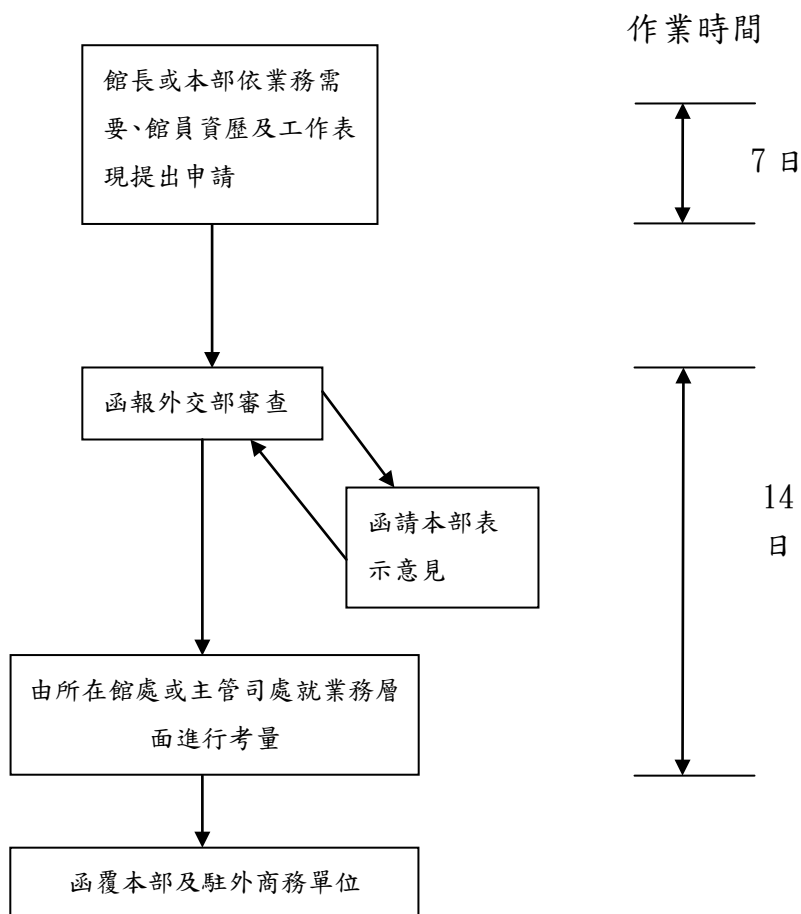 作業時間
館長或本部依業務需
要、館員資歷及工作表
現提出申請
7 日
函報外交部審查
函請本部表
示意見
14
日
由所在館處或主管司處就業務層
面進行考量
函覆本部及駐外商務單位